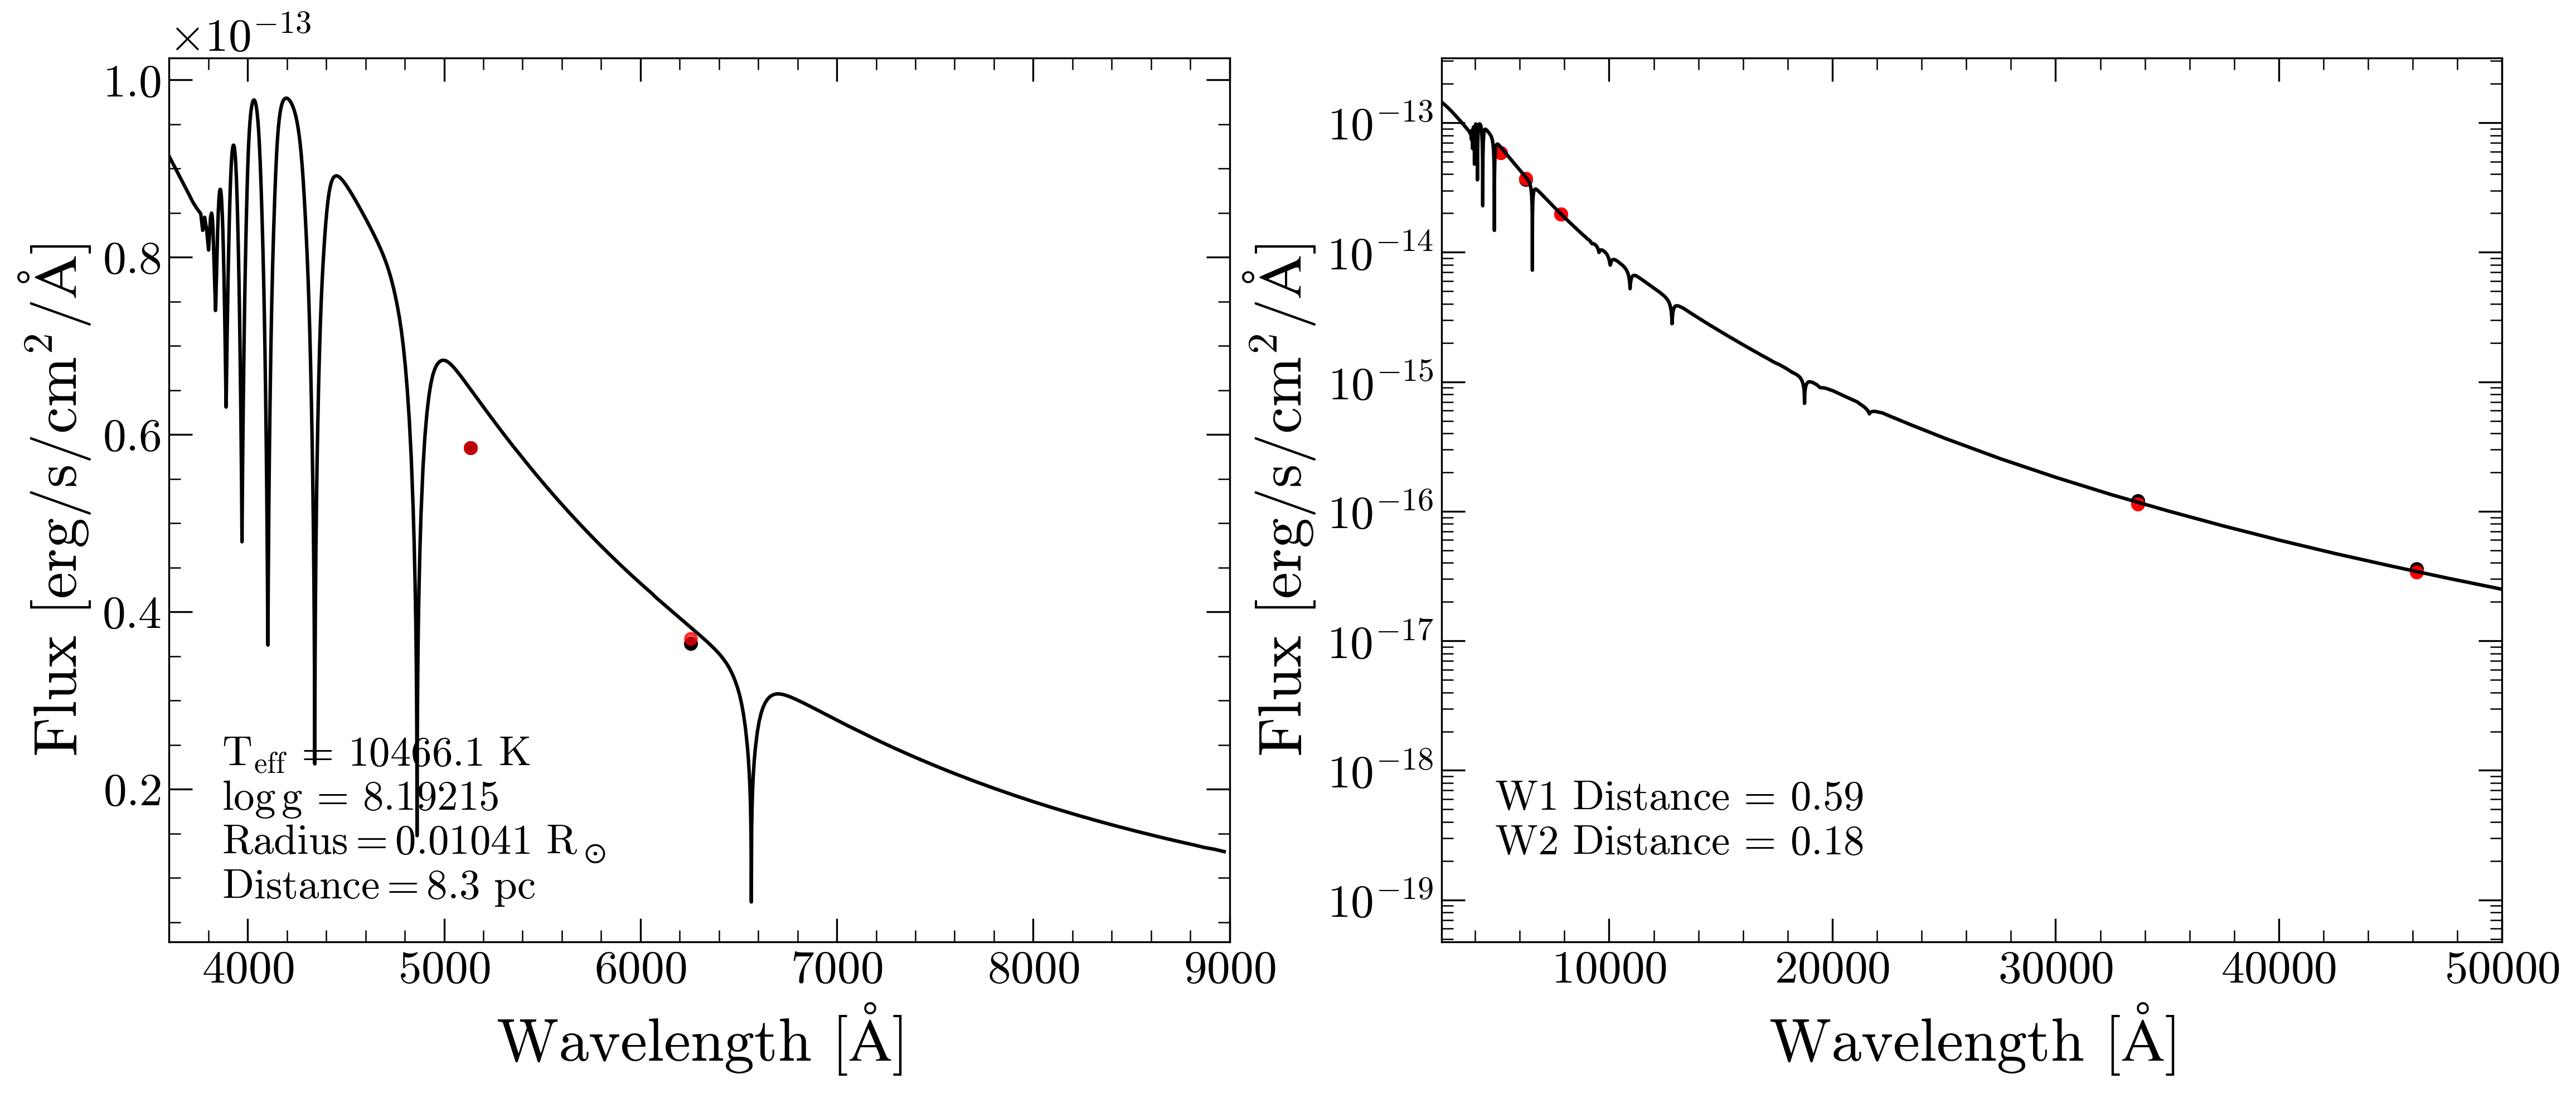 ×10⁻¹³
1.0
0.8
0.6
0.4
0.2
Flux [erg/s/cm²/Å]
T_eff = 10466.1 K
log g = 8.19215
Radius = 0.01041 R_⊙
Distance = 8.3 pc
4000 5000 6000 7000 8000 9000
Wavelength [Å]
10⁻¹³
10⁻¹⁴
10⁻¹⁵
10⁻¹⁶
10⁻¹⁷
10⁻¹⁸
10⁻¹⁹
Flux [erg/s/cm²/Å]
W1 Distance = 0.59
W2 Distance = 0.18
10000 20000 30000 40000 50000
Wavelength [Å]